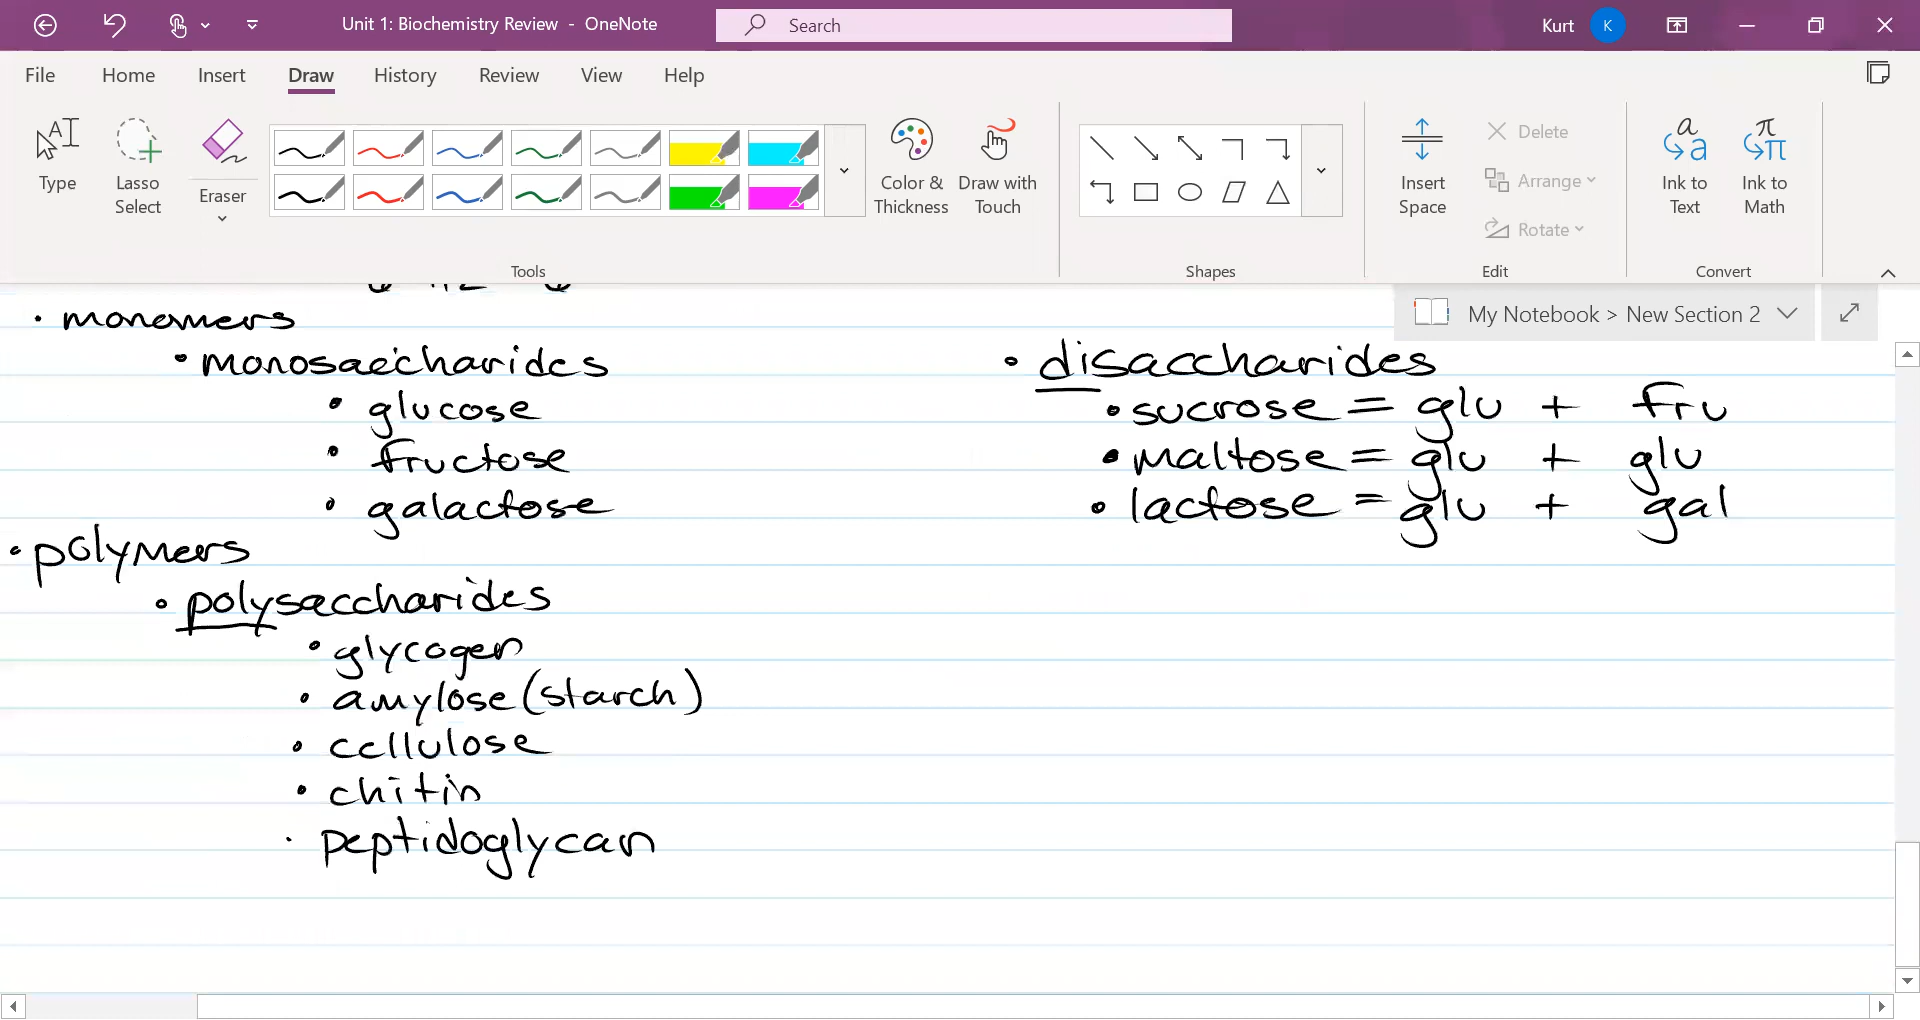 Unit 1: Biochemistry Review - OneNote
Search
Kurt K
File Home Insert Draw History Review View Help
Type
Lasso Select
Eraser
Color & Thickness
Draw with Touch
Insert Space
Delete
Arrange
Rotate
Ink to Text
Ink to Math
Tools Shapes Edit Convert
My Notebook > New Section 2
• monomers
• monosaccharides
• glucose
• fructose
• galactose
• disaccharides
• sucrose = glu + fru
• maltose = glu + glu
• lactose = glu + gal
• polymers
• polysaccharides
• glycogen
• amylose (starch)
• cellulose
• chitin
• peptidoglycan